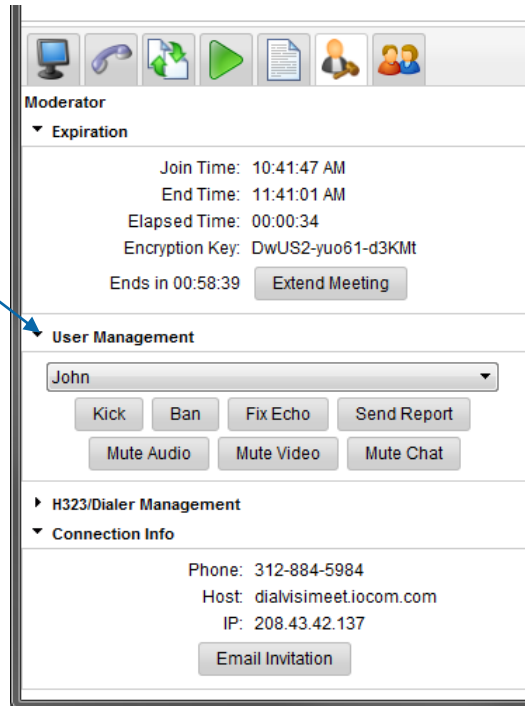 Moderator
Expiration
Join Time: 10:41:47 AM
End Time: 11:41:01 AM
Elapsed Time: 00:00:34
Encryption Key: DwUS2-yuo61-d3KMt
Ends in 00:58:39 Extend Meeting
User Management
John
Kick Ban Fix Echo Send Report
Mute Audio Mute Video Mute Chat
H323/Dialer Management
Connection Info
Phone: 312-884-5984
Host: dialvisimeet.iocom.com
IP: 208.43.42.137
Email Invitation